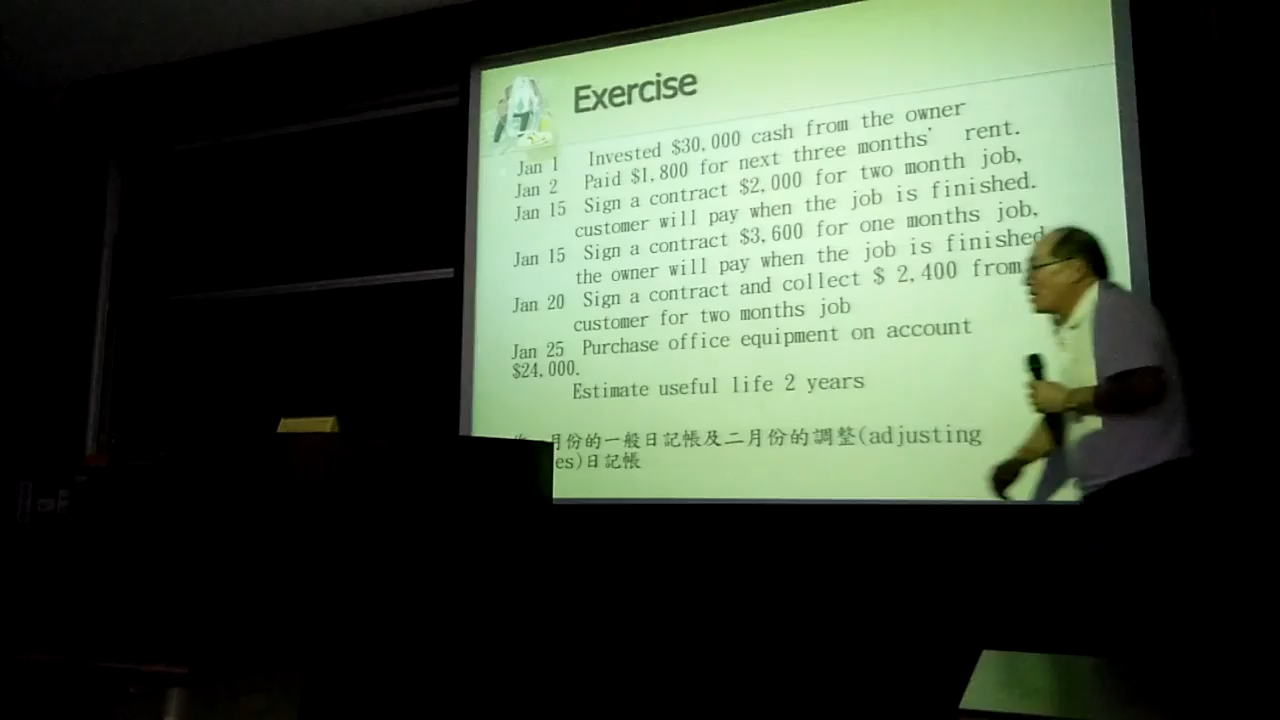 Exercise
Jan 1 Invested $30,000 cash from the owner
Jan 2 Paid $1,800 for next three months' rent.
Jan 15 Sign a contract $2,000 for two month job,
customer will pay when the job is finished.
Jan 15 Sign a contract $3,600 for one months job,
the owner will pay when the job is finished
Jan 20 Sign a contract and collect $ 2,400 from
customer for two months job
Jan 25 Purchase office equipment on account
$24,000.
Estimate useful life 2 years
月份的一般日記帳及二月份的調整(adjusting
es)日記帳